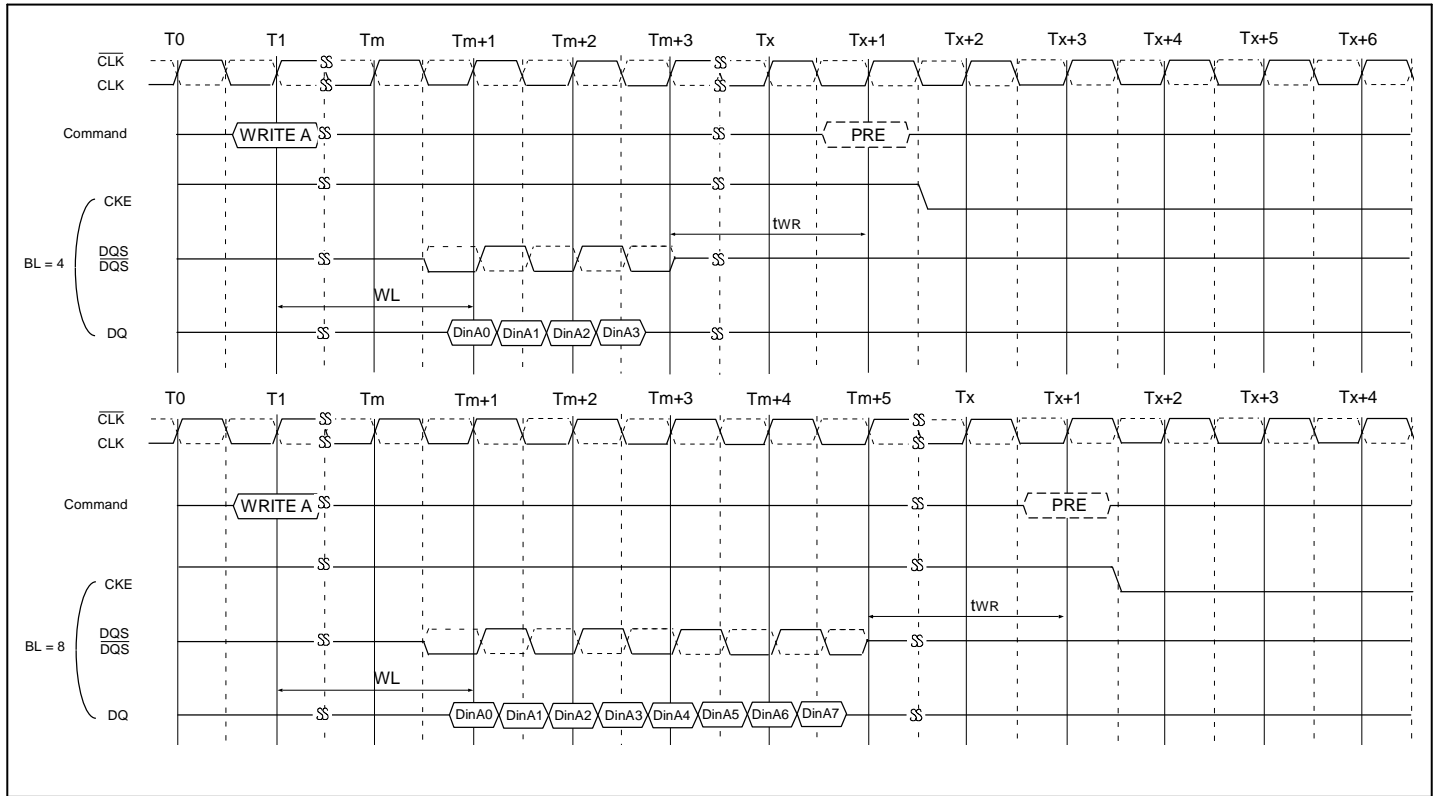 T0 T1 Tm Tm+1 Tm+2 Tm+3 Tx Tx+1 Tx+2 Tx+3 Tx+4 Tx+5 Tx+6
CLK
CLK
Command WRITE A PRE
CKE
tWR
BL = 4
DQS
DQS
WL
DQ DinA0 DinA1 DinA2 DinA3
T0 T1 Tm Tm+1 Tm+2 Tm+3 Tm+4 Tm+5 Tx Tx+1 Tx+2 Tx+3 Tx+4
CLK
CLK
Command WRITE A PRE
CKE
tWR
BL = 8
DQS
DQS
WL
DQ DinA0 DinA1 DinA2 DinA3 DinA4 DinA5 DinA6 DinA7